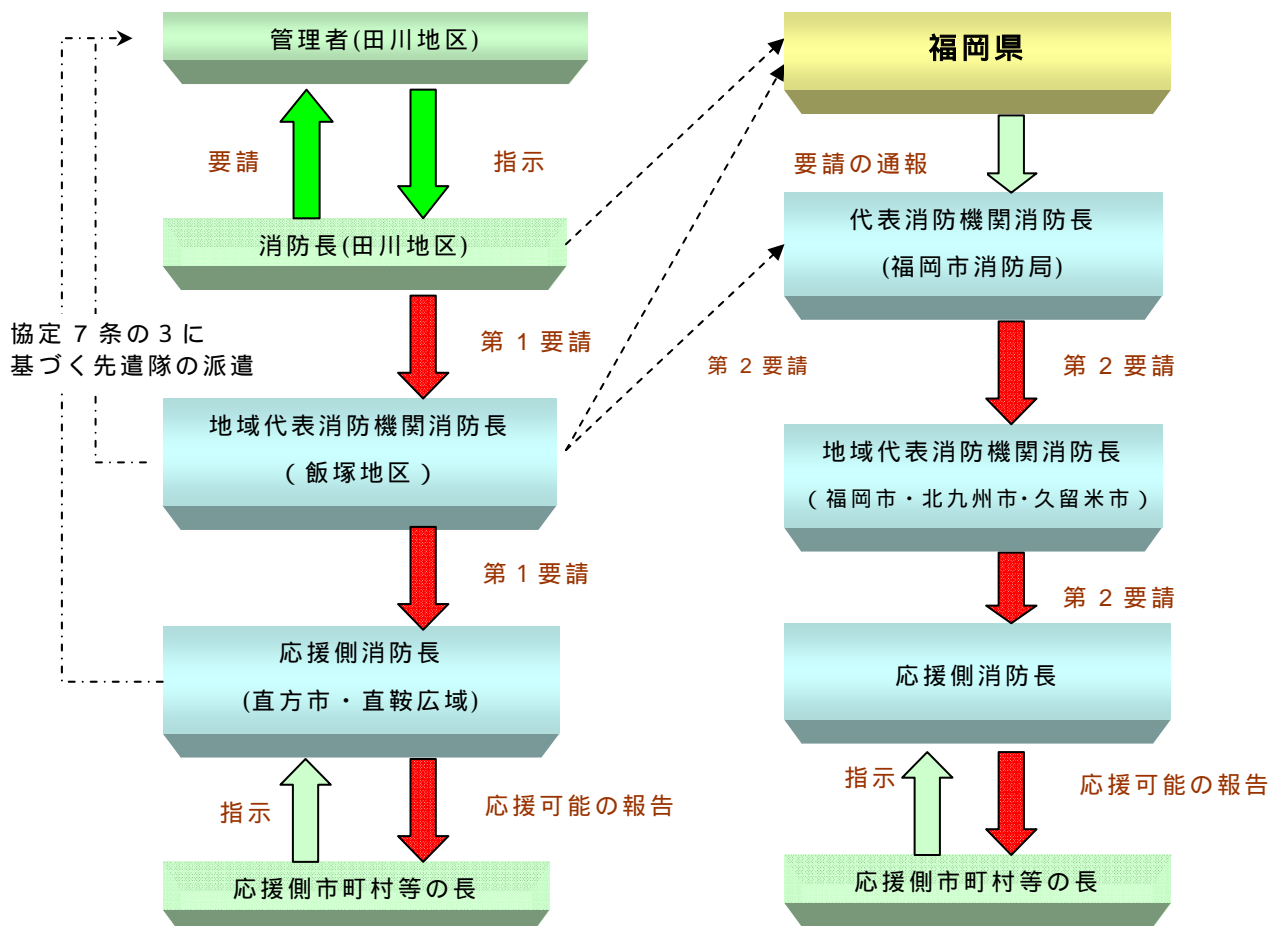 管理者(田川地区)
要請
指示
消防長(田川地区)
第1要請
協定7条の3に
基づく先遣隊の派遣
地域代表消防機関消防長
(飯塚地区)
第1要請
応援側消防長
(直方市・直鞍広域)
指示
応援可能の報告
応援側市町村等の長
福岡県
要請の通報
代表消防機関消防長
(福岡市消防局)
第2要請
第2要請
地域代表消防機関消防長
(福岡市・北九州市・久留米市)
第2要請
応援側消防長
指示
応援可能の報告
応援側市町村等の長